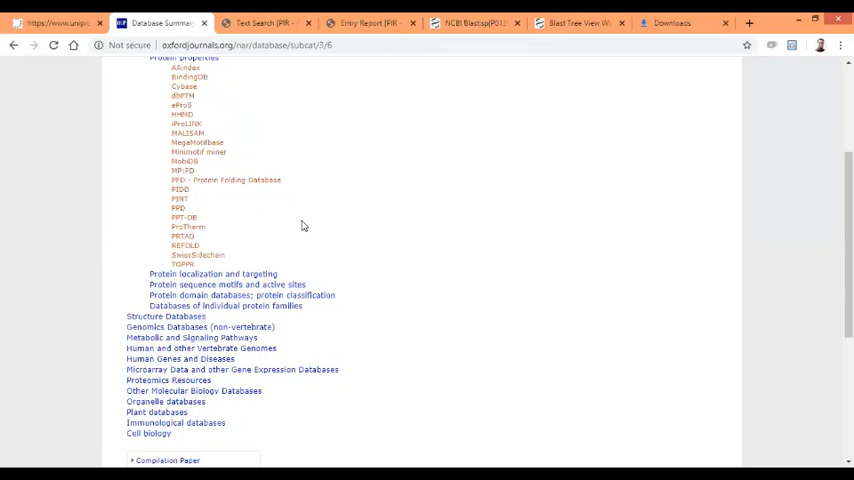 https://www.unipr
Database Summar
Text Search [PIR - 
Entry Report [PIR - 
NCBI Blast:sp|P013
Blast Tree View W
Downloads
Not secure
oxfordjournals.org/nar/database/subcat/3/6
Protein properties
AAindex
BindingDB
Cybase
dbPTM
eProS
HHMD
iProLINK
MALISAM
MegaMotifbase
Minimotif miner
MobiDB
MP:PD
PFD - Protein Folding Database
PIDD
PINT
PPD
PPT-DB
ProTherm
PRTAD
REFOLD
SwissSidechain
TOPPR
Protein localization and targeting
Protein sequence motifs and active sites
Protein domain databases; protein classification
Databases of individual protein families
Structure Databases
Genomics Databases (non-vertebrate)
Metabolic and Signaling Pathways
Human and other Vertebrate Genomes
Human Genes and Diseases
Microarray Data and other Gene Expression Databases
Proteomics Resources
Other Molecular Biology Databases
Organelle databases
Plant databases
Immunological databases
Cell biology
Compilation Paper